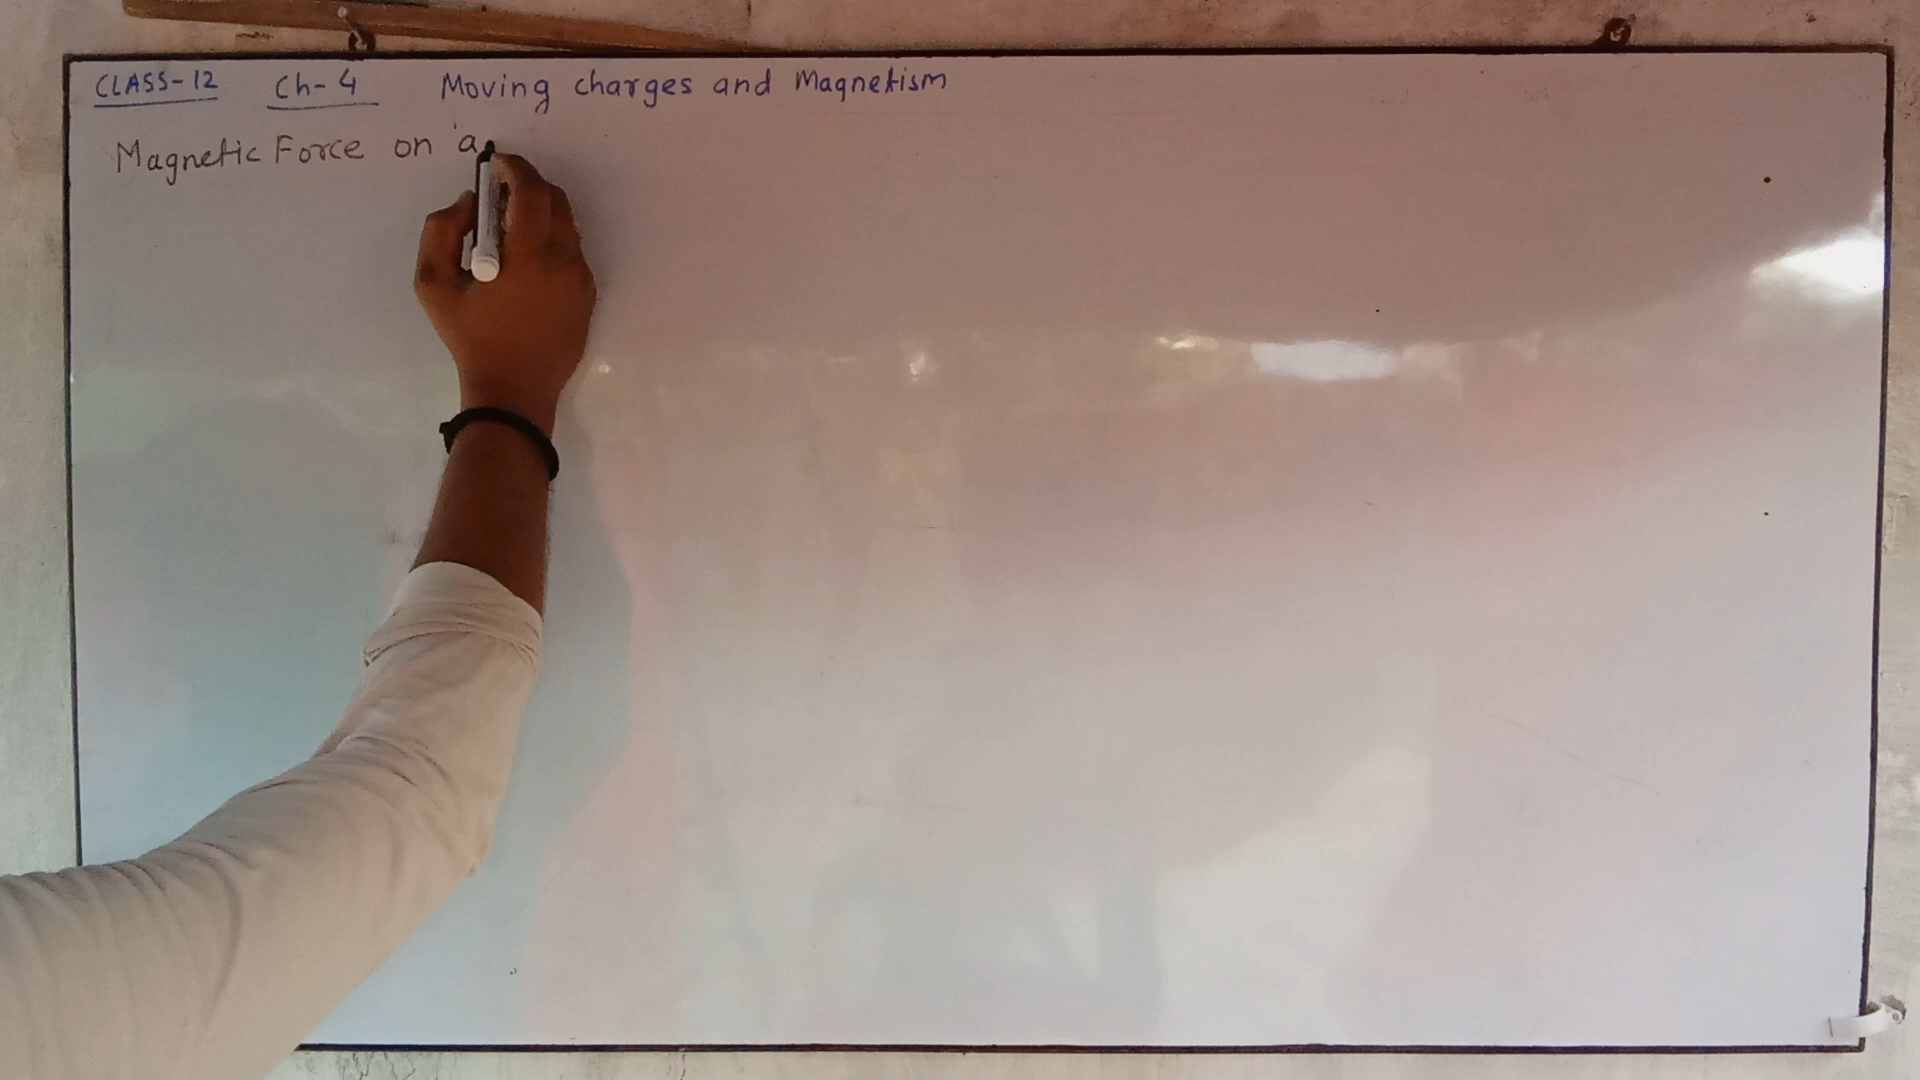 CLASS-12 Ch-4 Moving charges and Magnetism
Magnetic Force on a